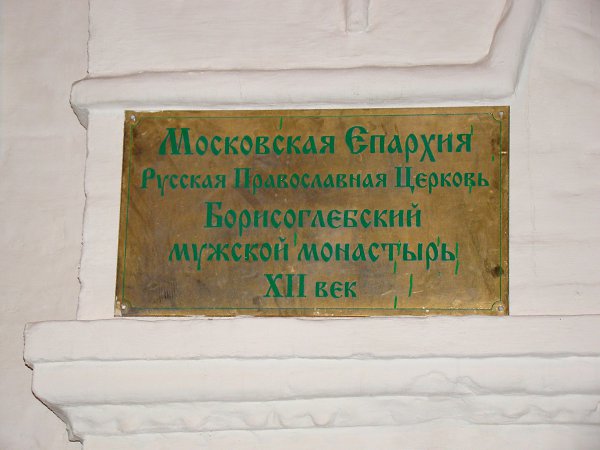 Московская Епархия
Русская Православная Церковь
Борисоглебский
мужской монастырь
XII век